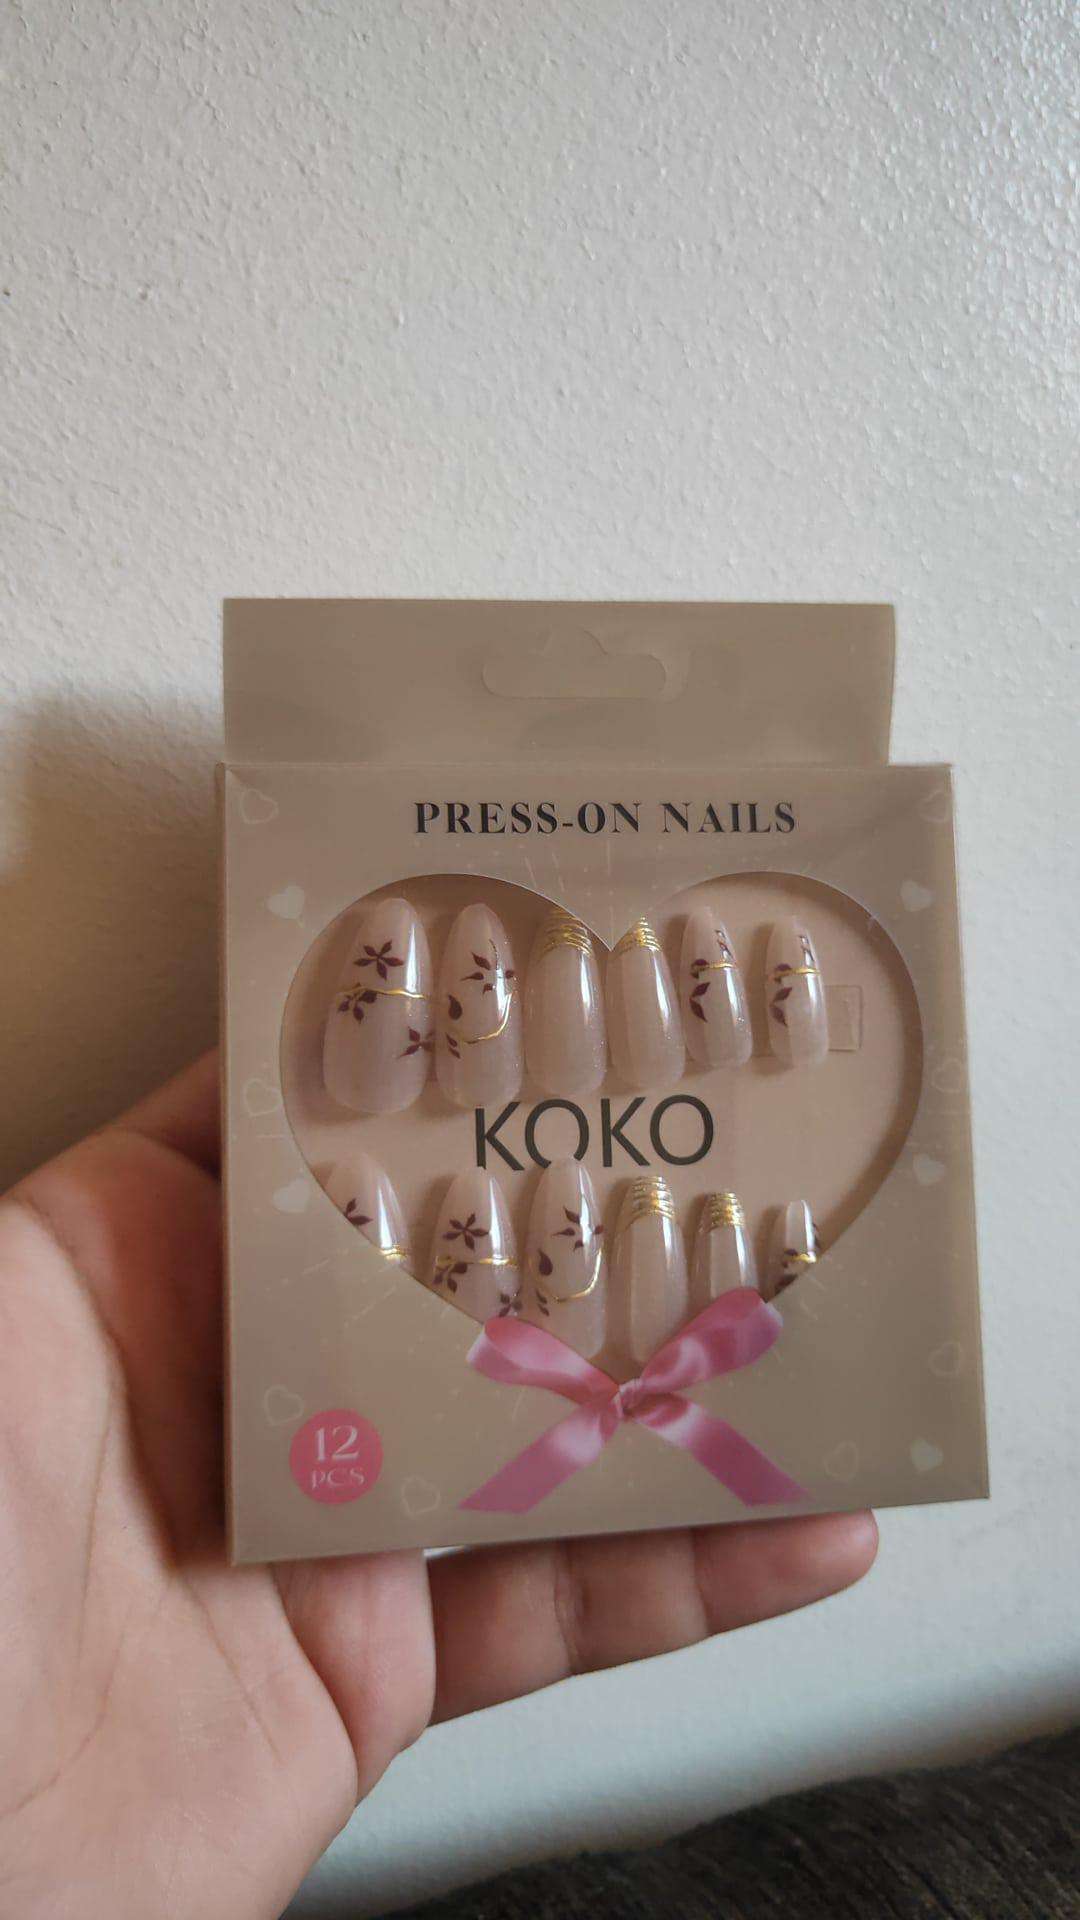 PRESS-ON NAILS
KOKO
12
PCS